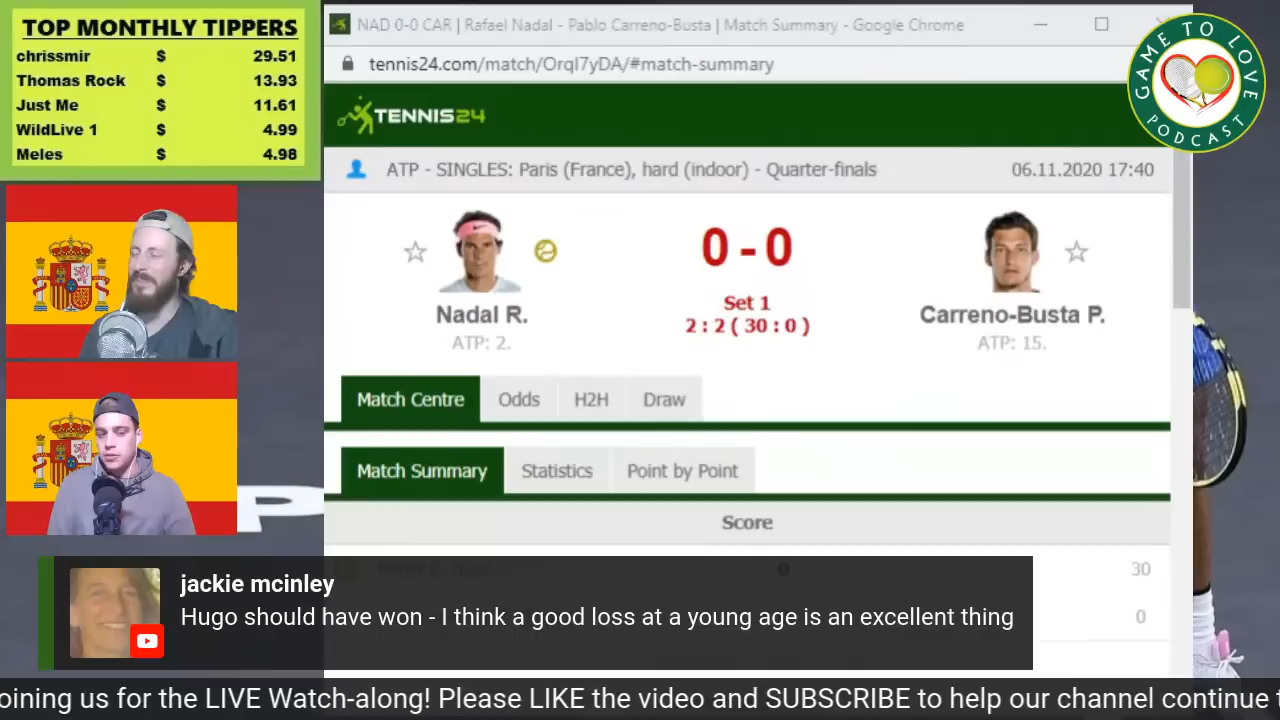 TOP MONTHLY TIPPERS
chrissmir $ 29.51
Thomas Rock $ 13.93
Just Me $ 11.61
WildLive 1 $ 4.99
Meles $ 4.98
NAD 0-0 CAR | Rafael Nadal - Pablo Carreno-Busta | Match Summary - Google Chrome
tennis24.com/match/OrqI7yDA/#match-summary
GAME TO LOVE
PODCAST
TENNIS24
ATP - SINGLES: Paris (France), hard (indoor) - Quarter-finals 06.11.2020 17:40
0 - 0
Set 1
2 : 2 ( 30 : 0 )
Nadal R.
ATP: 2.
Carreno-Busta P.
ATP: 15.
Match Centre Odds H2H Draw
Match Summary Statistics Point by Point
P
Score
0 30
0
jackie mcinley
Hugo should have won - I think a good loss at a young age is an excellent thing
oining us for the LIVE Watch-along! Please LIKE the video and SUBSCRIBE to help our channel continue